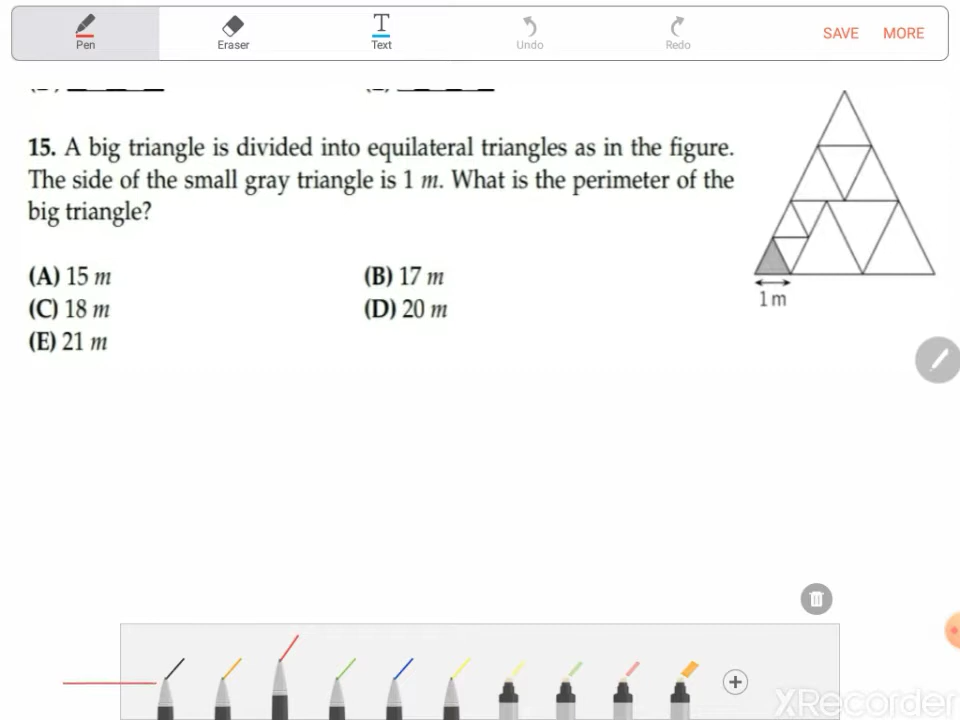 Pen
Eraser
T
Text
Undo
Redo
SAVE
MORE
15. A big triangle is divided into equilateral triangles as in the figure.
The side of the small gray triangle is 1 m. What is the perimeter of the
big triangle?
(A) 15 m
(B) 17 m
(C) 18 m
(D) 20 m
(E) 21 m
1 m
XRecorder